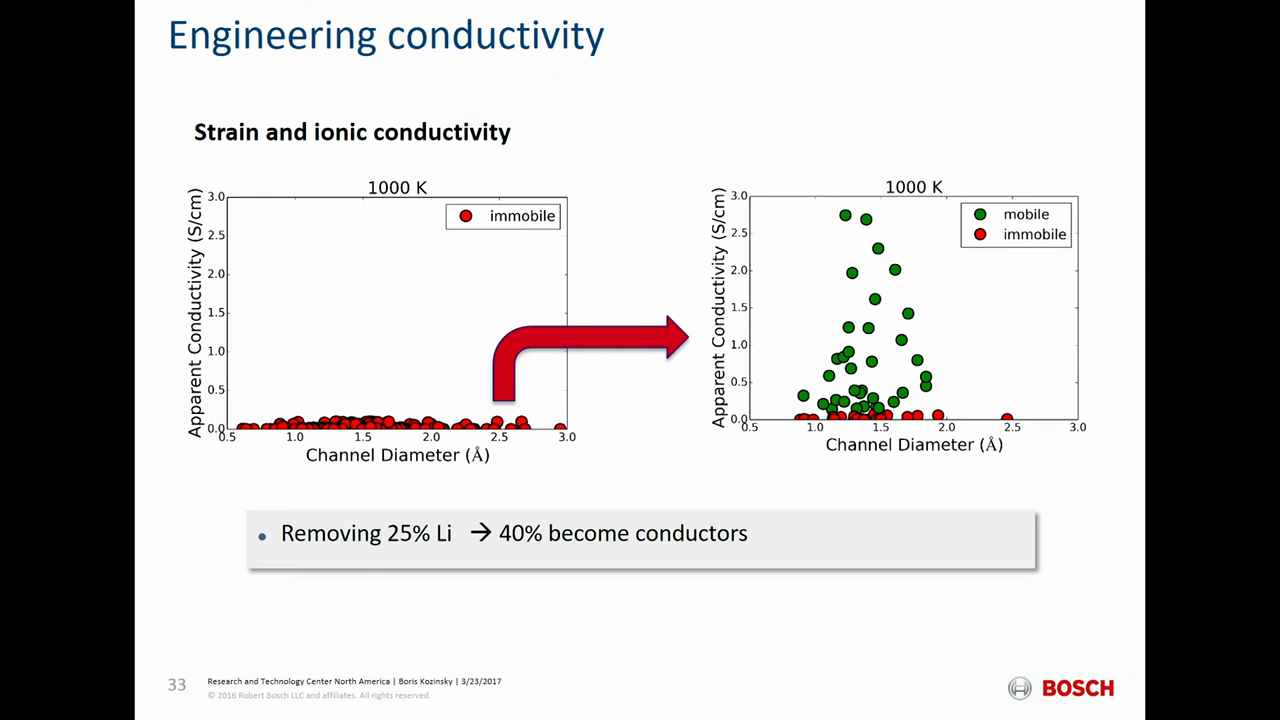 Engineering conductivity
Strain and ionic conductivity
1000 K
3.0
2.5
2.0
1.5
1.0
0.5
0.0
0.5 1.0 1.5 2.0 2.5 3.0
Apparent Conductivity (S/cm)
Channel Diameter (Å)
immobile
1000 K
3.0
2.5
2.0
1.5
1.0
0.5
0.0
0.5 1.0 1.5 2.0 2.5 3.0
Apparent Conductivity (S/cm)
Channel Diameter (Å)
mobile
immobile
• Removing 25% Li → 40% become conductors
33
Research and Technology Center North America | Boris Kozinsky | 3/23/2017
© 2016 Robert Bosch LLC and affiliates. All rights reserved.
BOSCH